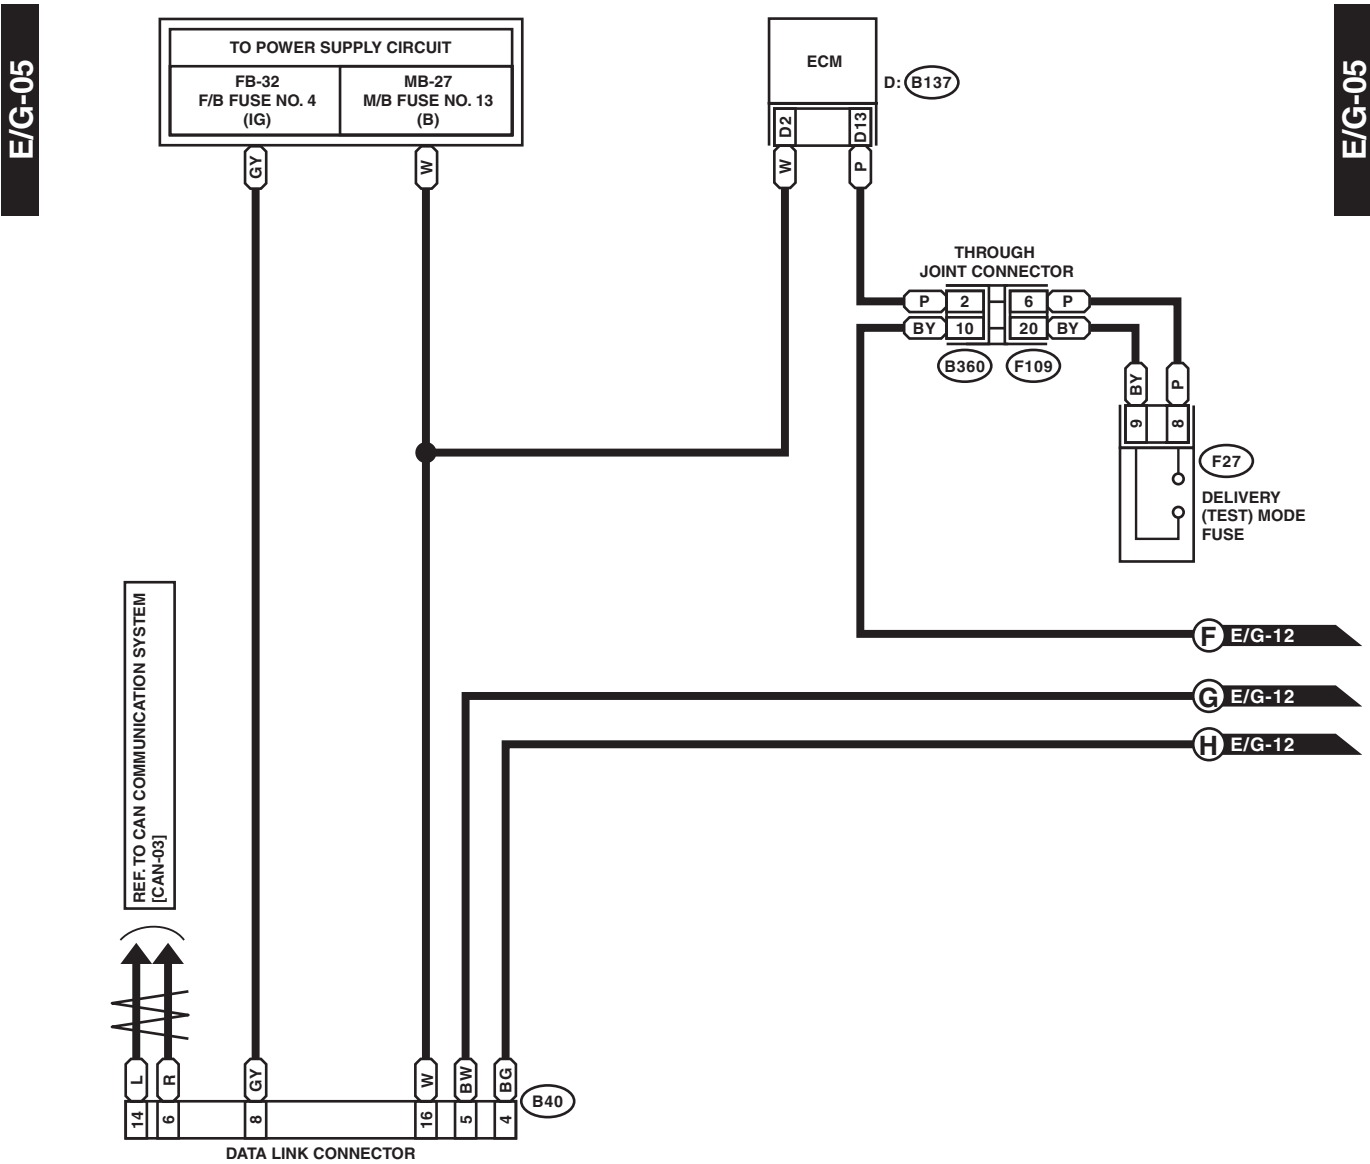 E/G-05
E/G-05
TO POWER SUPPLY CIRCUIT
FB-32
F/B FUSE NO. 4
(IG)
MB-27
M/B FUSE NO. 13
(B)
ECM
D: B137
D2
D13
GY
W
W
P
THROUGH
JOINT CONNECTOR
P 2 6 P
BY 10 20 BY
B360 F109
BY
P
9
8
F27
DELIVERY
(TEST) MODE
FUSE
F E/G-12
G E/G-12
H E/G-12
REF. TO CAN COMMUNICATION SYSTEM
[CAN-03]
L
R
GY
W
BW
BG
14
6
8
16
5
4
B40
DATA LINK CONNECTOR